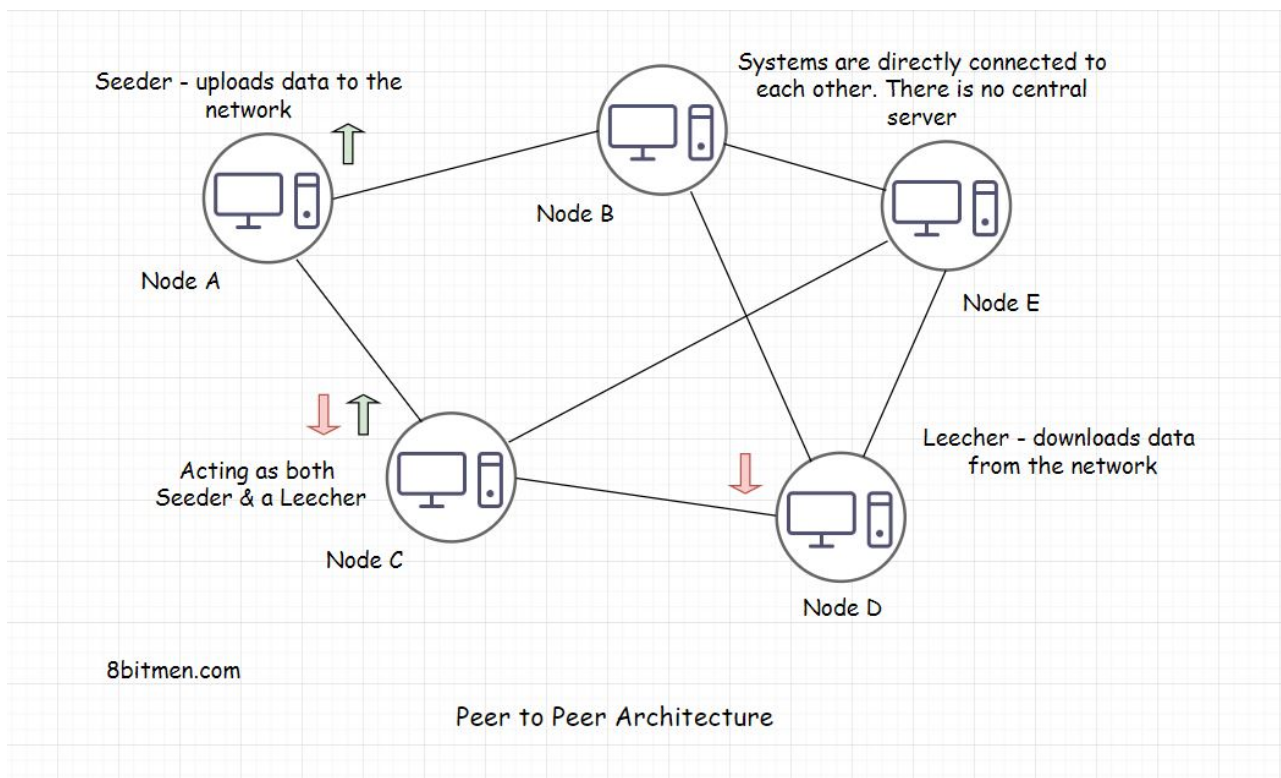 Seeder - uploads data to the
network
Systems are directly connected to
each other. There is no central
server
Node B
Node A
Node E
Leecher - downloads data
from the network
Acting as both
Seeder & a Leecher
Node C
Node D
8bitmen.com
Peer to Peer Architecture